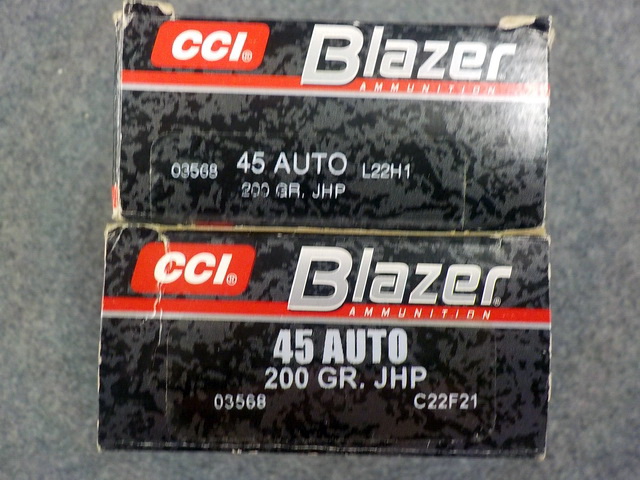 CCI® Blazer
AMMUNITION
03568 45 AUTO L22H1
200 GR. JHP
CCI® Blazer®
AMMUNITION
45 AUTO
200 GR. JHP
03568 C22F21